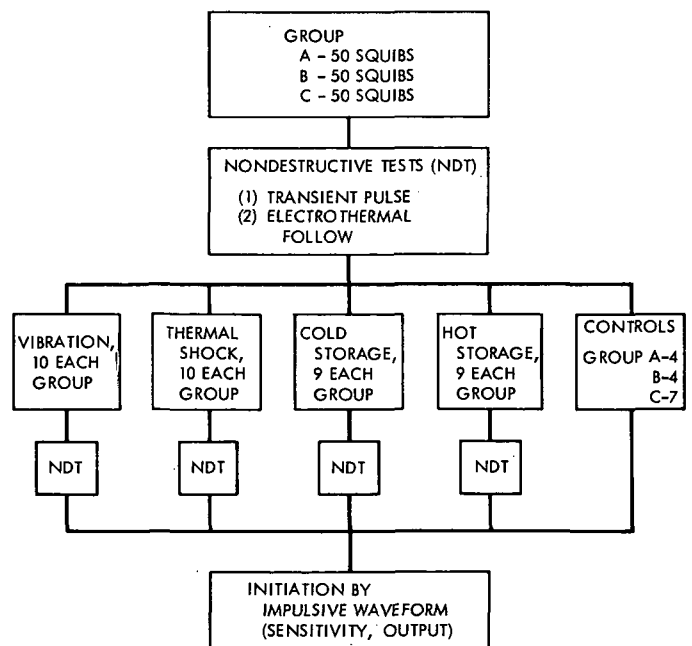 GROUP
A - 50 SQUIBS
B - 50 SQUIBS
C - 50 SQUIBS
NONDESTRUCTIVE TESTS (NDT)
(1) TRANSIENT PULSE
(2) ELECTROTHERMAL
FOLLOW
VIBRATION,
10 EACH
GROUP
THERMAL
SHOCK,
10 EACH
GROUP
COLD
STORAGE,
9 EACH
GROUP
HOT
STORAGE,
9 EACH
GROUP
CONTROLS
GROUP A-4
B-4
C-7
NDT
NDT
NDT
NDT
INITIATION BY
IMPULSIVE WAVEFORM
(SENSITIVITY, OUTPUT)